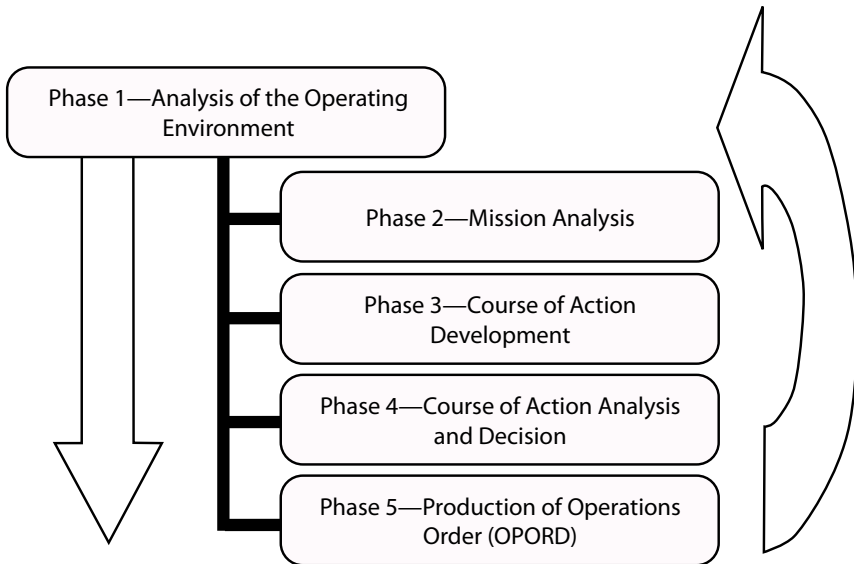 Phase 1—Analysis of the Operating
Environment
Phase 2—Mission Analysis
Phase 3—Course of Action
Development
Phase 4—Course of Action Analysis
and Decision
Phase 5—Production of Operations
Order (OPORD)